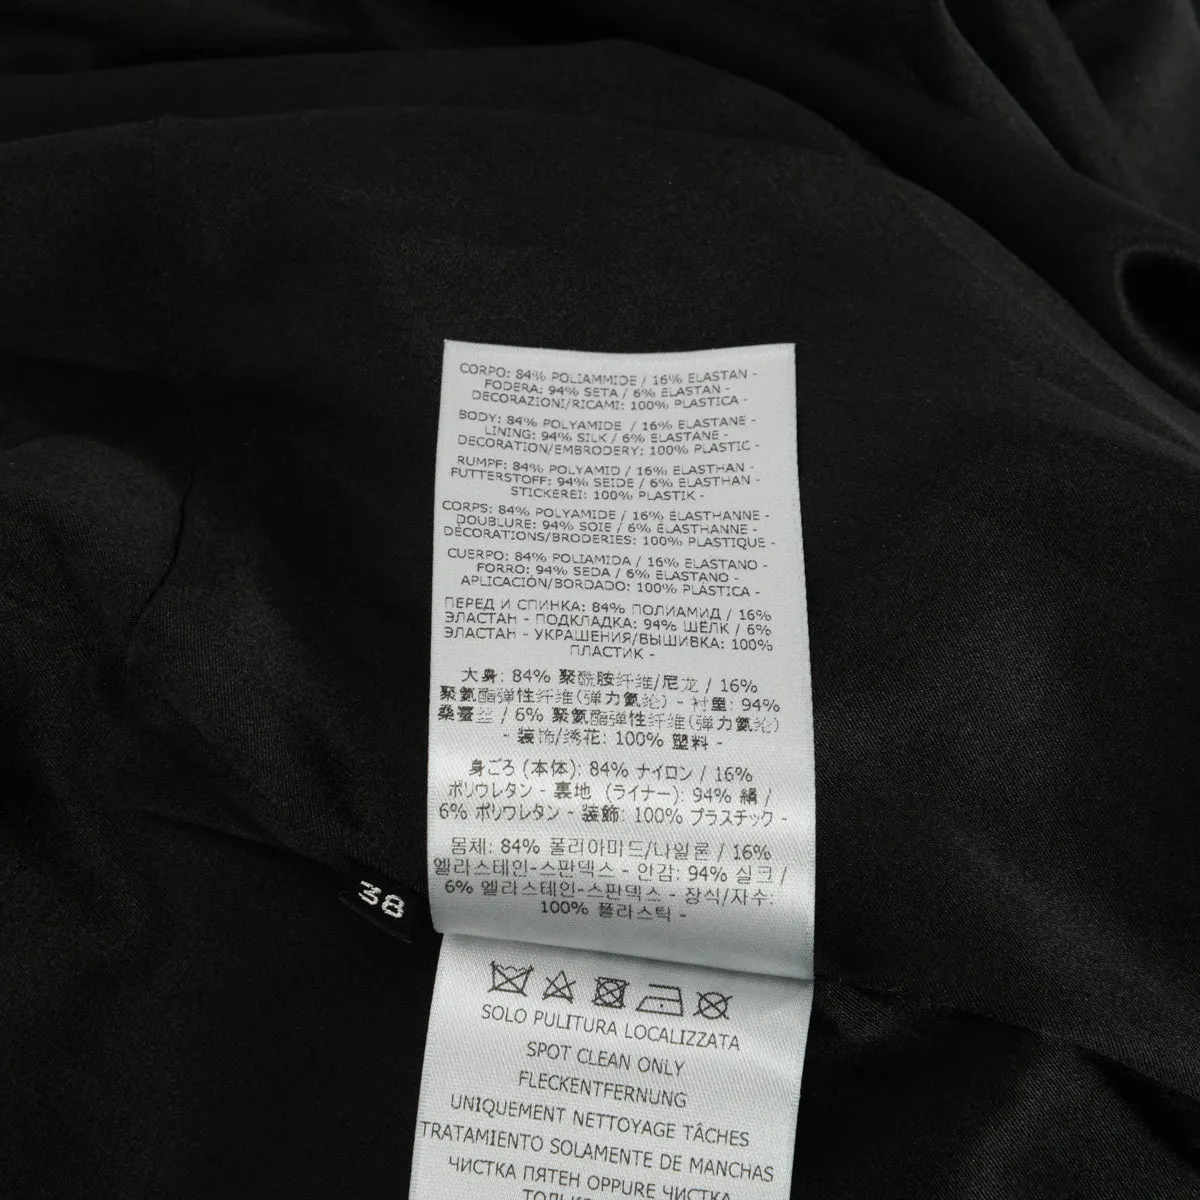 CORPO: 84% POLIAMMIDE / 16% ELASTAN -
FODERA: 94% SETA / 6% ELASTAN -
DECORAZIONI/RICAMI: 100% PLASTICA -
BODY: 84% POLYAMIDE / 16% ELASTANE -
LINING: 94% SILK / 6% ELASTANE -
DECORATION/EMBRODERY: 100% PLASTIC -
RUMPF: 84% POLYAMID / 16% ELASTHAN -
FUTTERSTOFF: 94% SEIDE / 6% ELASTHAN -
STICKEREI: 100% PLASTIK -
CORPS: 84% POLYAMIDE / 16% ÉLASTHANNE -
DOUBLURE: 94% SOIE / 6% ÉLASTHANNE -
DÉCORATIONS/BRODERIES: 100% PLASTIQUE -
CUERPO: 84% POLIAMIDA / 16% ELASTANO -
FORRO: 94% SEDA / 6% ELASTANO -
APLICACIÓN/BORDADO: 100% PLÁSTICA -
ПЕРЕД И СПИНКА: 84% ПОЛИАМИД / 16%
ЭЛАСТАН - ПОДКЛАДКА: 94% ШЁЛК / 6%
ЭЛАСТАН - УКРАШЕНИЯ/ВЫШИВКА: 100%
ПЛАСТИК -
大身: 84% 聚酰胺纤维/尼龙 / 16%
聚氨酯弹性纤维(弹力氨纶) - 衬里: 94%
桑蚕丝 / 6% 聚氨酯弹性纤维(弹力氨纶)
- 装饰/绣花: 100% 塑料 -
身ごろ (本体): 84% ナイロン / 16%
ポリウレタン - 裏地 (ライナー): 94% 絹 /
6% ポリウレタン - 装飾: 100% プラスチック -
몸체: 84% 폴리아미드/나일론 / 16%
엘라스테인-스판덱스 - 안감: 94% 실크 /
6% 엘라스테인-스판덱스 - 장식/자수:
100% 플라스틱 -
38
SOLO PULITURA LOCALIZZATA
SPOT CLEAN ONLY
FLECKENTFERNUNG
UNIQUEMENT NETTOYAGE TÂCHES
TRATAMIENTO SOLAMENTE DE MANCHAS
ЧИСТКА ПЯТЕН OPPURE ЧИСТКА